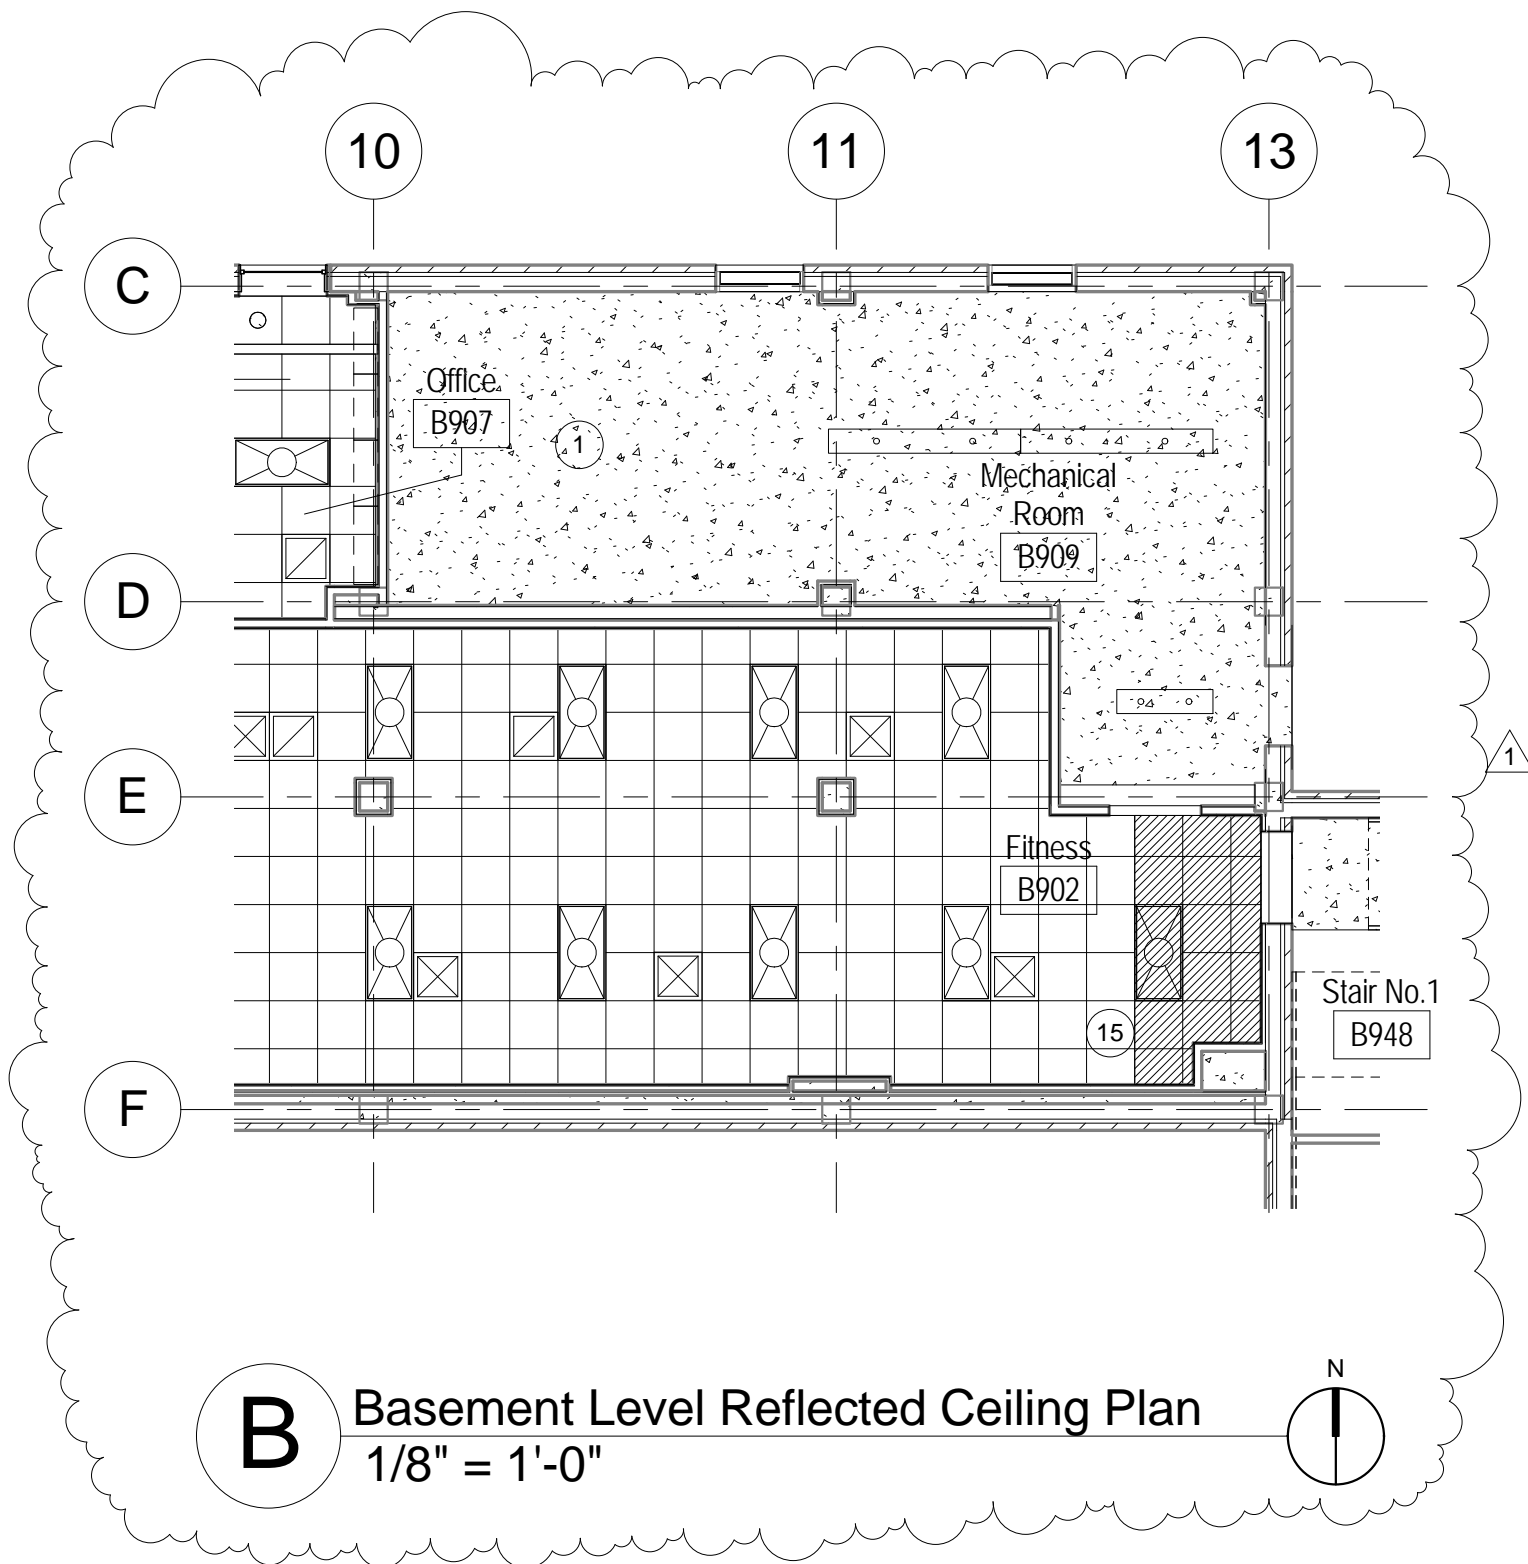 10
11
13
C
Office
B907
1
Mechanical
Room
B909
D
1
E
Fitness
B902
Stair No.1
B948
15
F
N
B
Basement Level Reflected Ceiling Plan
1/8" = 1'-0"